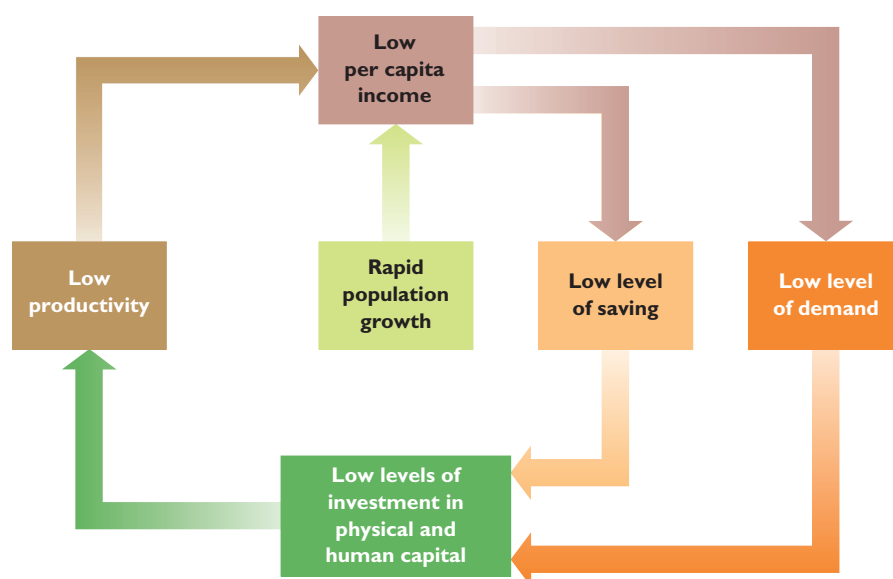 Low
per capita
income
Low
productivity
Rapid
population
growth
Low level
of saving
Low level
of demand
Low levels of
investment in
physical and
human capital